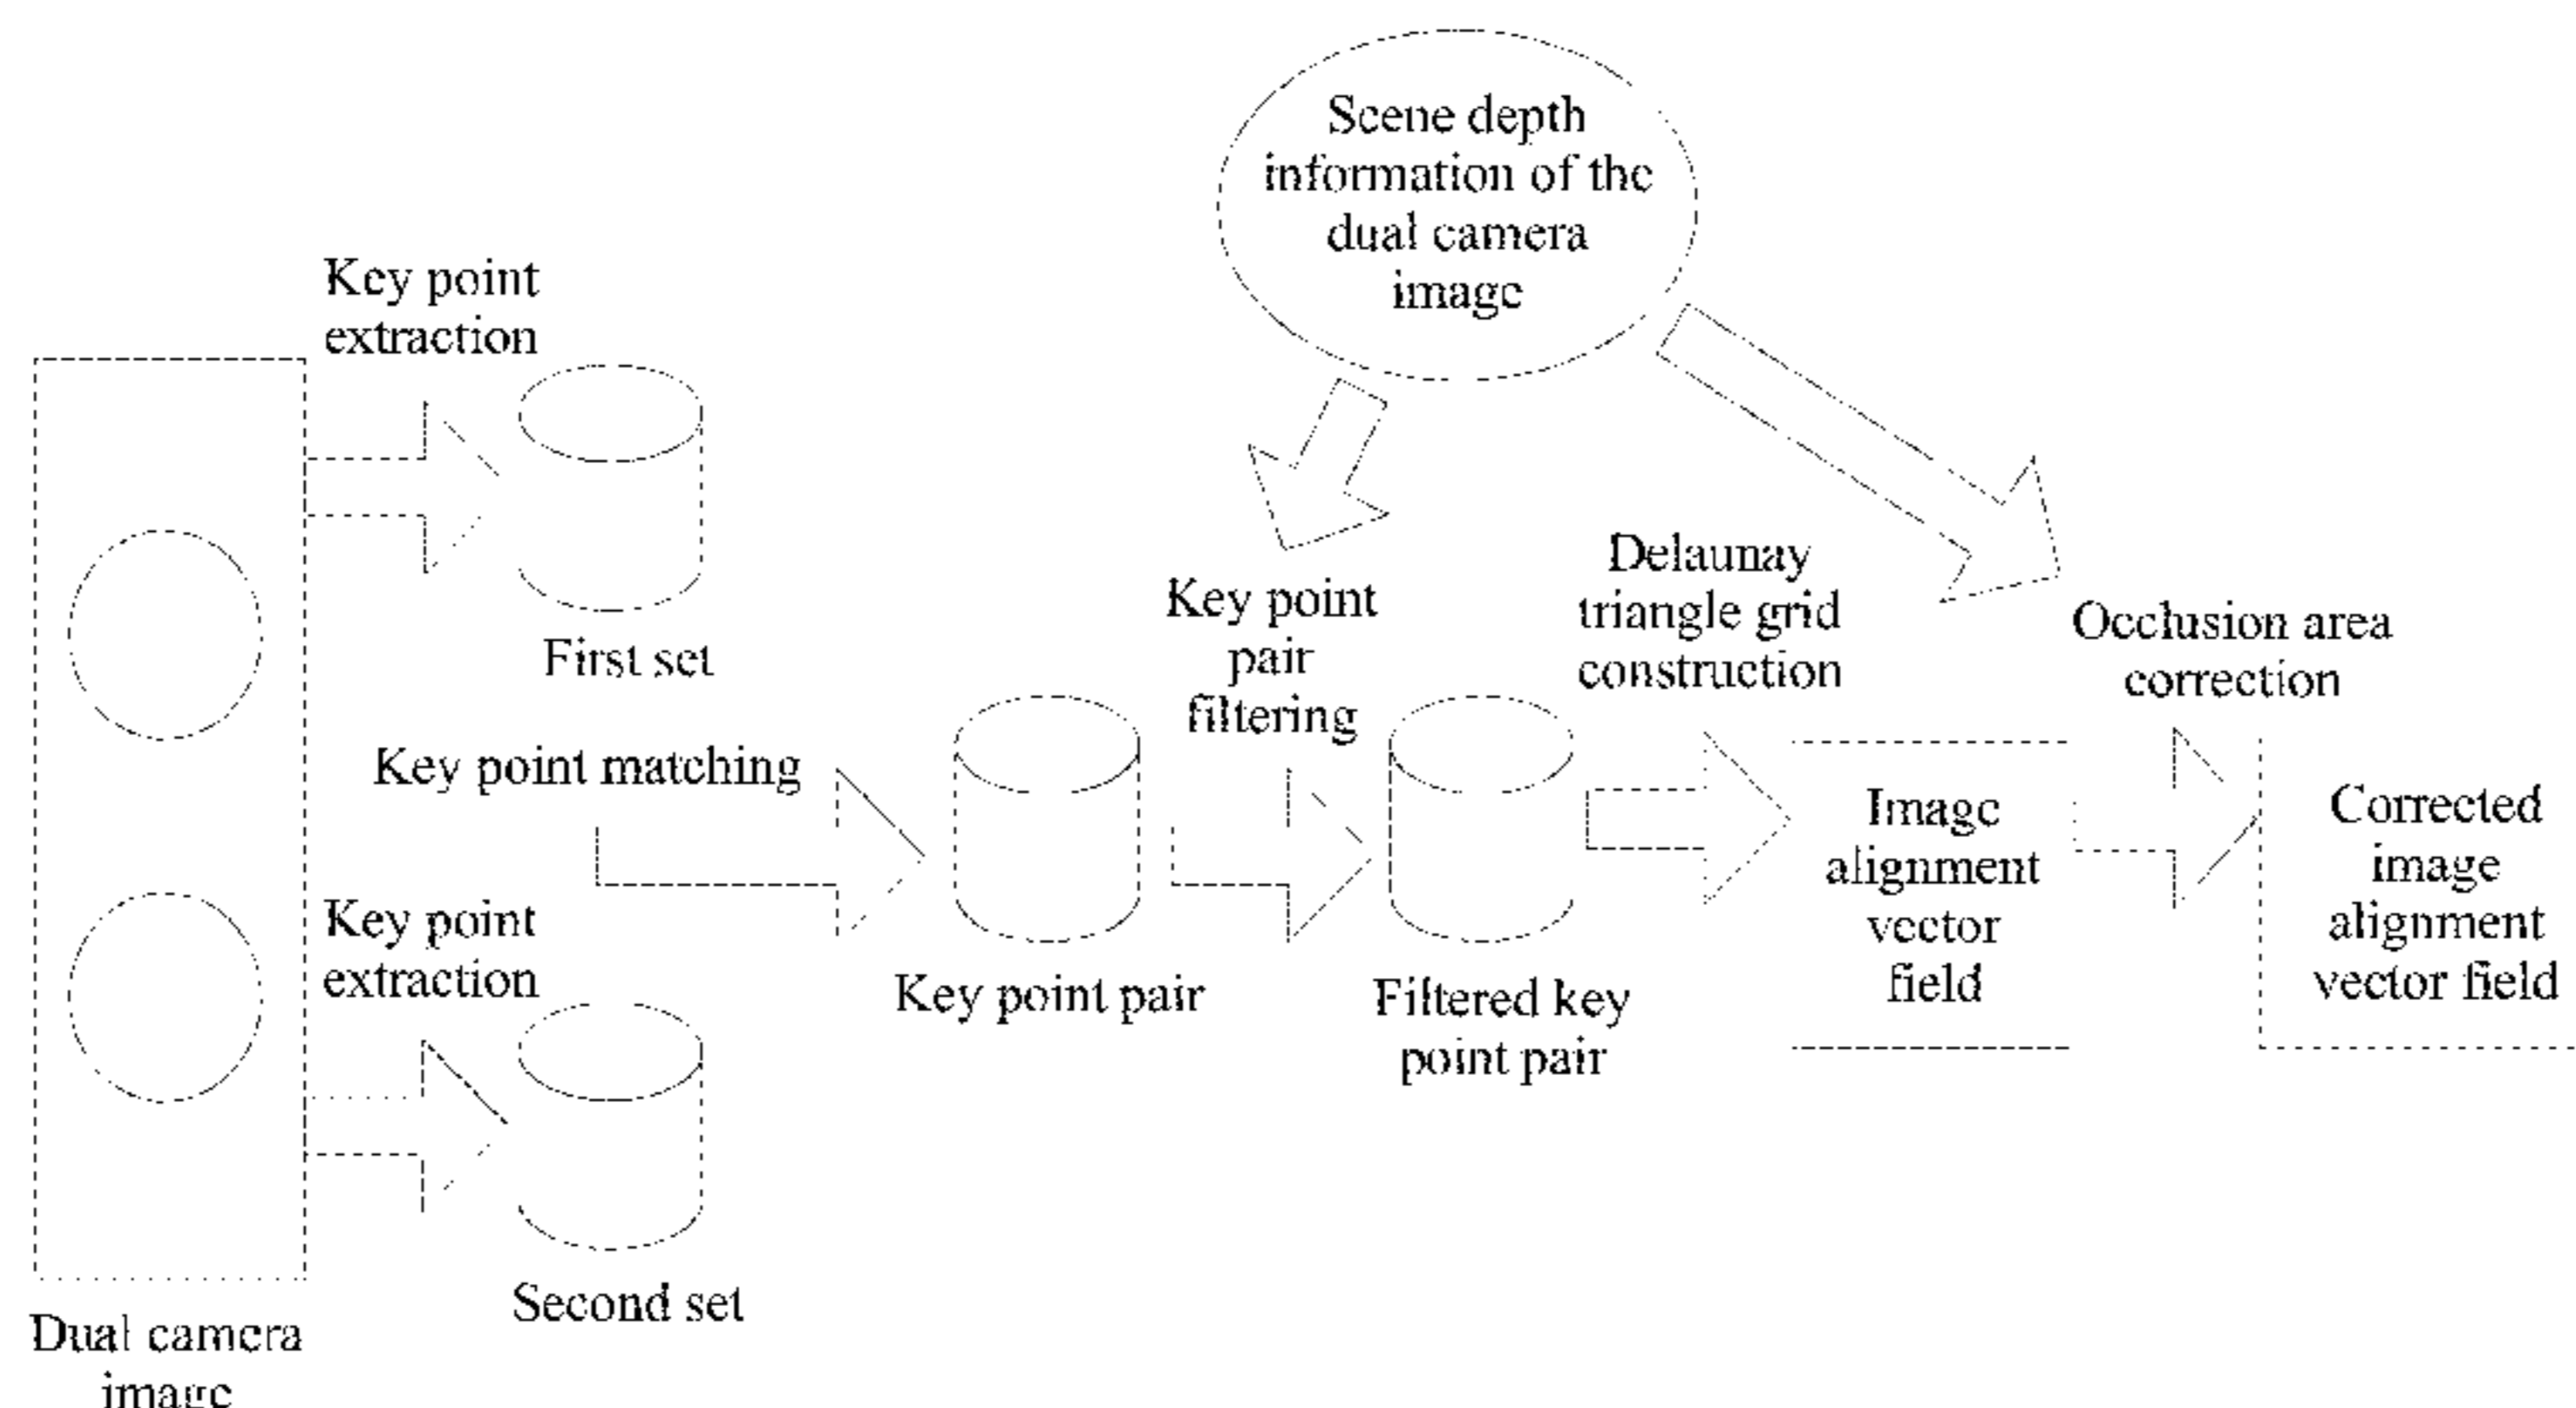 Scene depth
information of the
dual camera
image
Key point
extraction
First set
Key point matching
Key point
extraction
Second set
Dual camera
image
Key point pair
Key point
pair
filtering
Filtered key
point pair
Delaunay
triangle grid
construction
Image
alignment
vector
field
Occlusion area
correction
Corrected
image
alignment
vector field